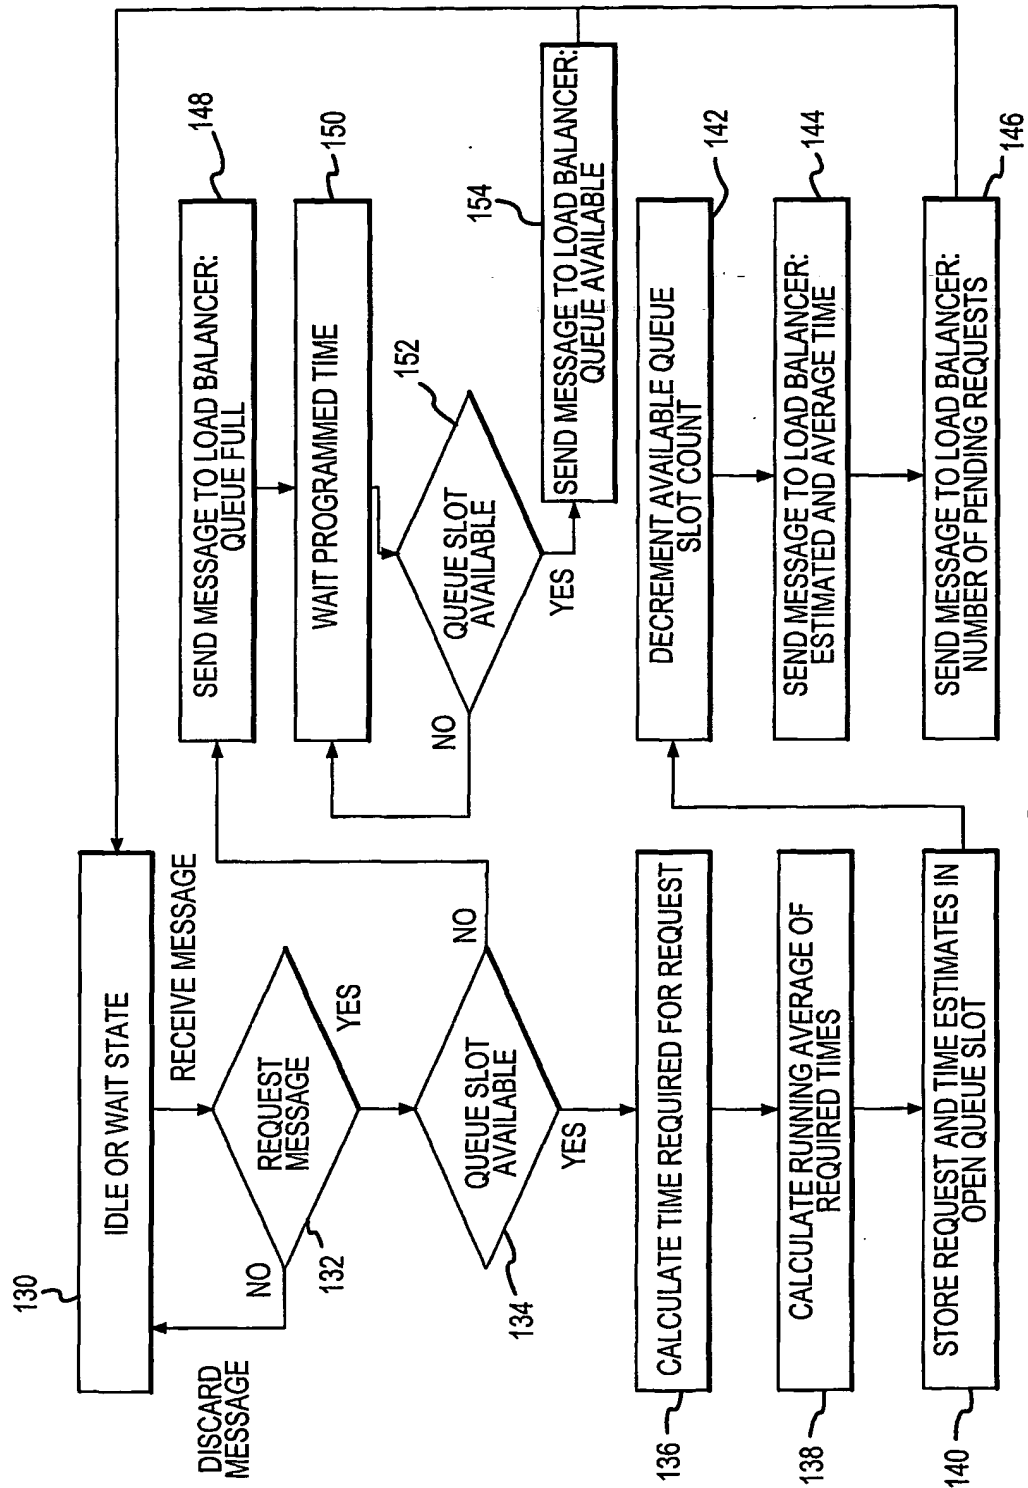 130
IDLE OR WAIT STATE
DISCARD
MESSAGE
RECEIVE MESSAGE
NO
REQUEST
MESSAGE
YES
132
NO
QUEUE SLOT
AVAILABLE
YES
134
136
CALCULATE TIME REQUIRED FOR REQUEST
138
CALCULATE RUNNING AVERAGE OF
REQUIRED TIMES
140
STORE REQUEST AND TIME ESTIMATES IN
OPEN QUEUE SLOT
148
SEND MESSAGE TO LOAD BALANCER:
QUEUE FULL
150
WAIT PROGRAMMED TIME
152
NO
QUEUE SLOT
AVAILABLE
YES
154
SEND MESSAGE TO LOAD BALANCER:
QUEUE AVAILABLE
DECREMENT AVAILABLE QUEUE
SLOT COUNT
142
SEND MESSAGE TO LOAD BALANCER:
ESTIMATED AND AVERAGE TIME
144
SEND MESSAGE TO LOAD BALANCER:
NUMBER OF PENDING REQUESTS
146